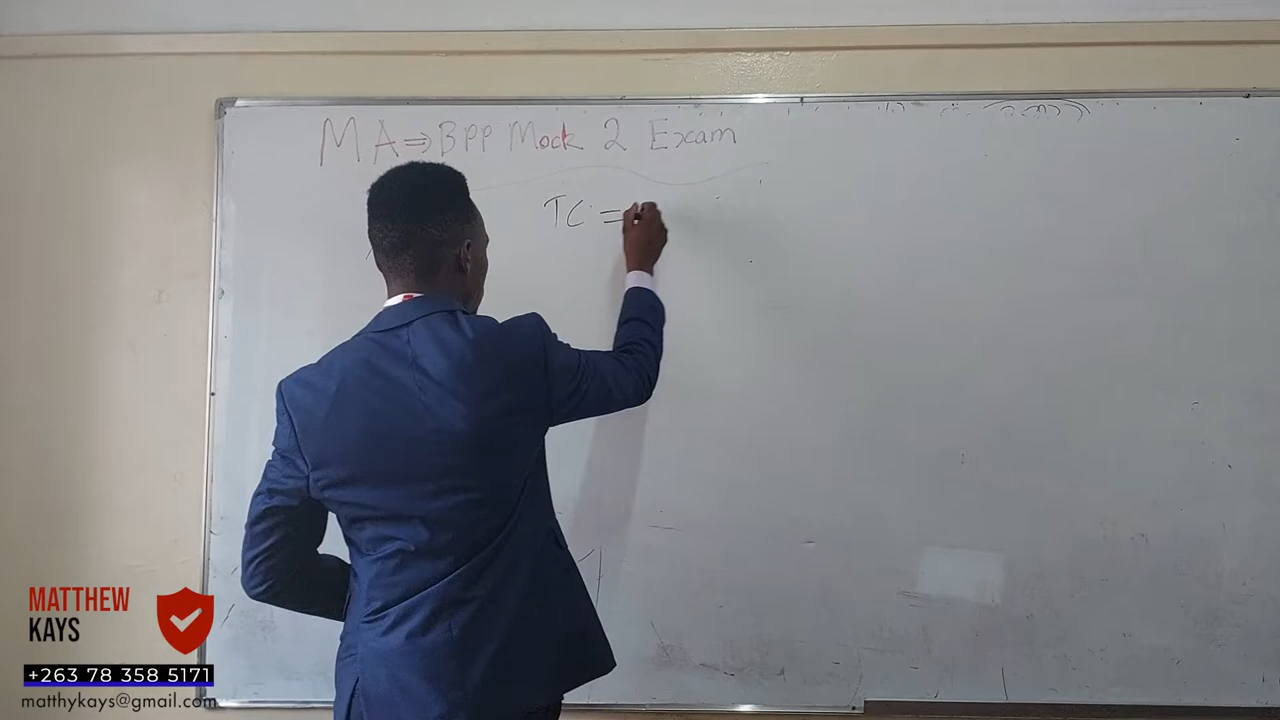 MA⇒BPP Mock 2 Exam
TC =
MATTHEW
KAYS
+263 78 358 5171
matthykays@gmail.com